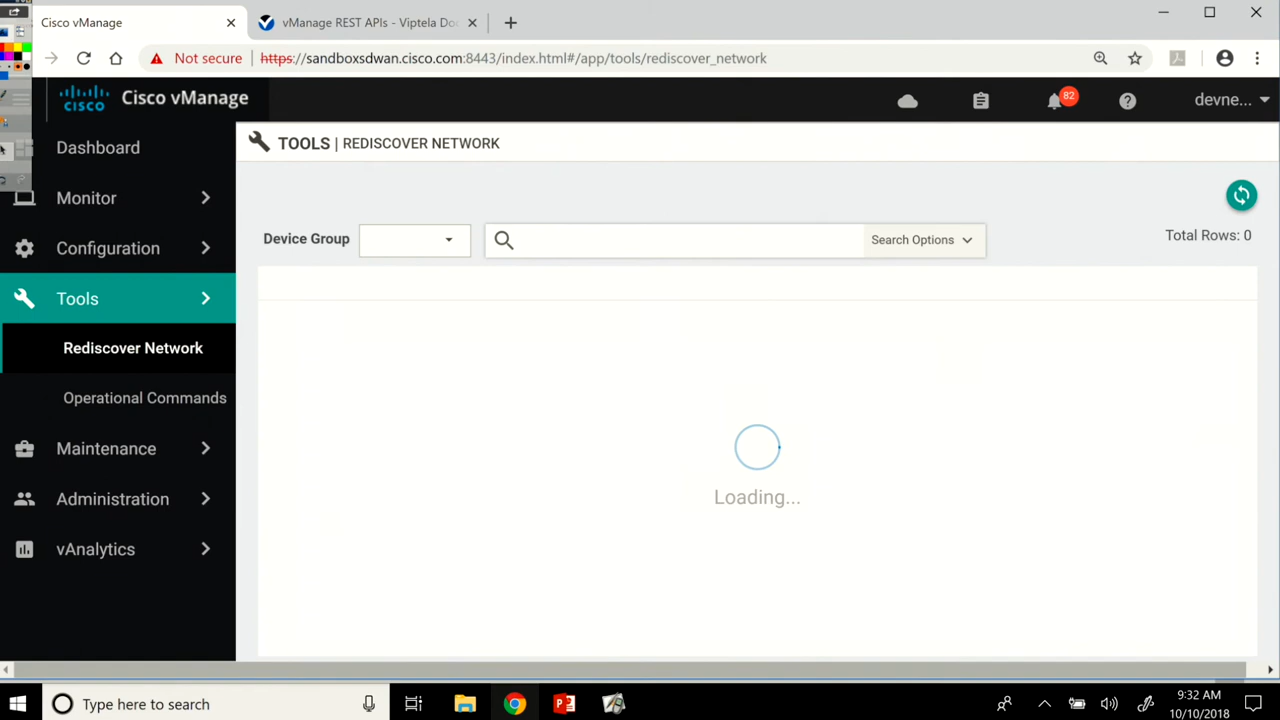 Cisco vManage
vManage REST APIs - Viptela Do
Not secure
https://sandboxsdwan.cisco.com:8443/index.html#/app/tools/rediscover_network
cisco
Cisco vManage
82
devne...
Dashboard
Monitor
Configuration
Tools
Rediscover Network
Operational Commands
Maintenance
Administration
vAnalytics
TOOLS | REDISCOVER NETWORK
Device Group
Search Options
Total Rows: 0
Loading...
Type here to search
9:32 AM
10/10/2018